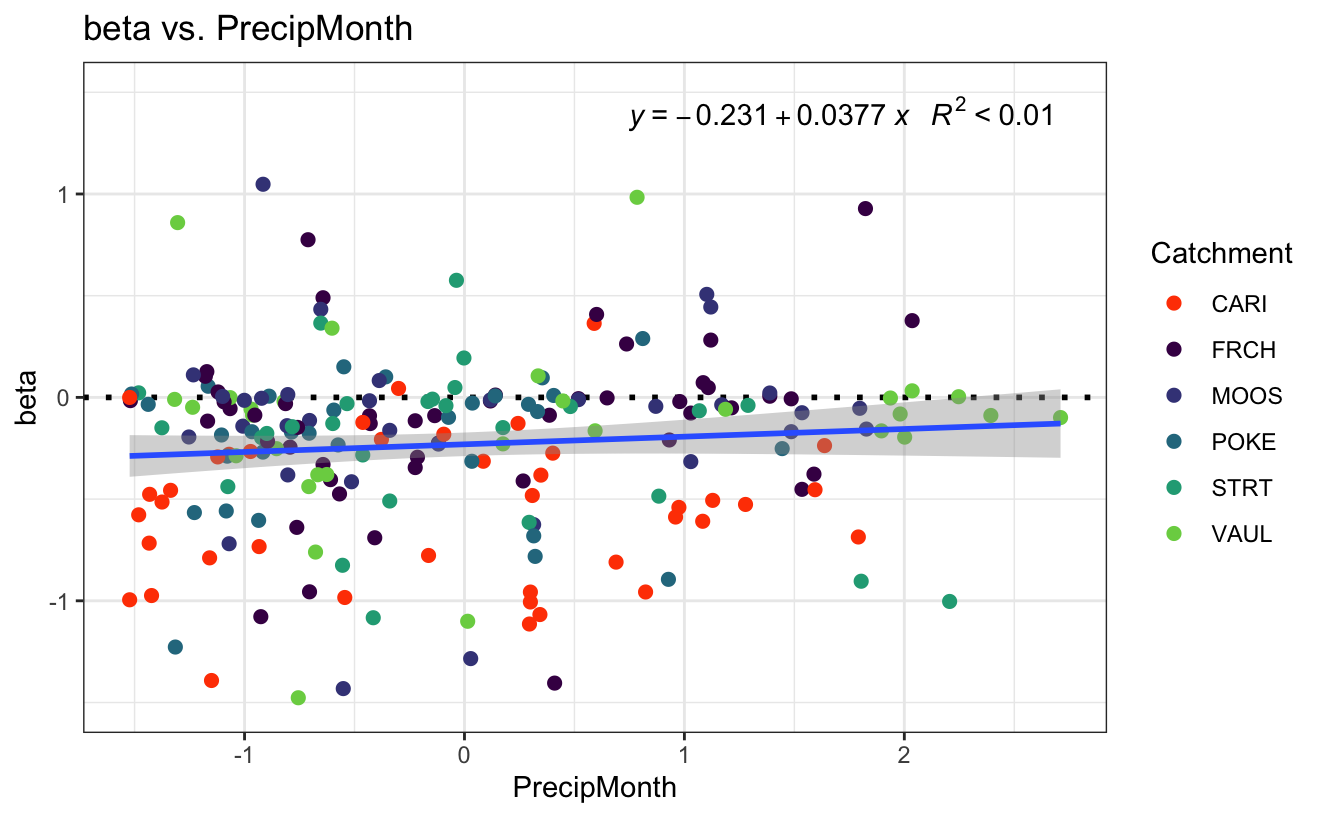 beta vs. PrecipMonth
y = −0.231 + 0.0377 x R² < 0.01
1
0
-1
beta
-1
0
1
2
PrecipMonth
Catchment
CARI
FRCH
MOOS
POKE
STRT
VAUL